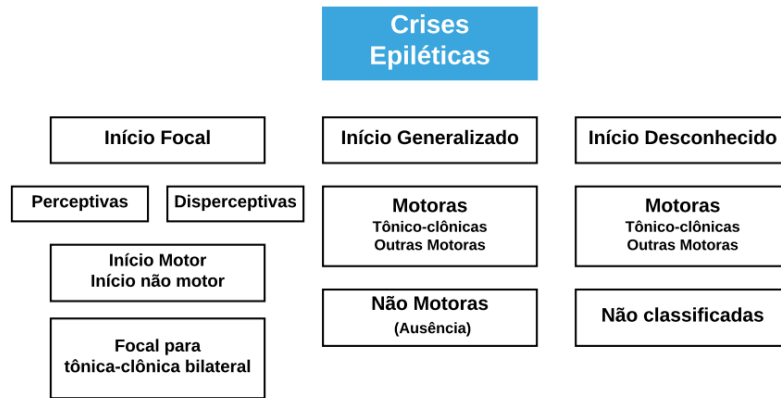 Crises
Epiléticas
Início Focal
Início Generalizado
Início Desconhecido
Perceptivas
Disperceptivas
Motoras
Tônico-clônicas
Outras Motoras
Motoras
Tônico-clônicas
Outras Motoras
Início Motor
Início não motor
Não Motoras
(Ausência)
Não classificadas
Focal para
tônica-clônica bilateral